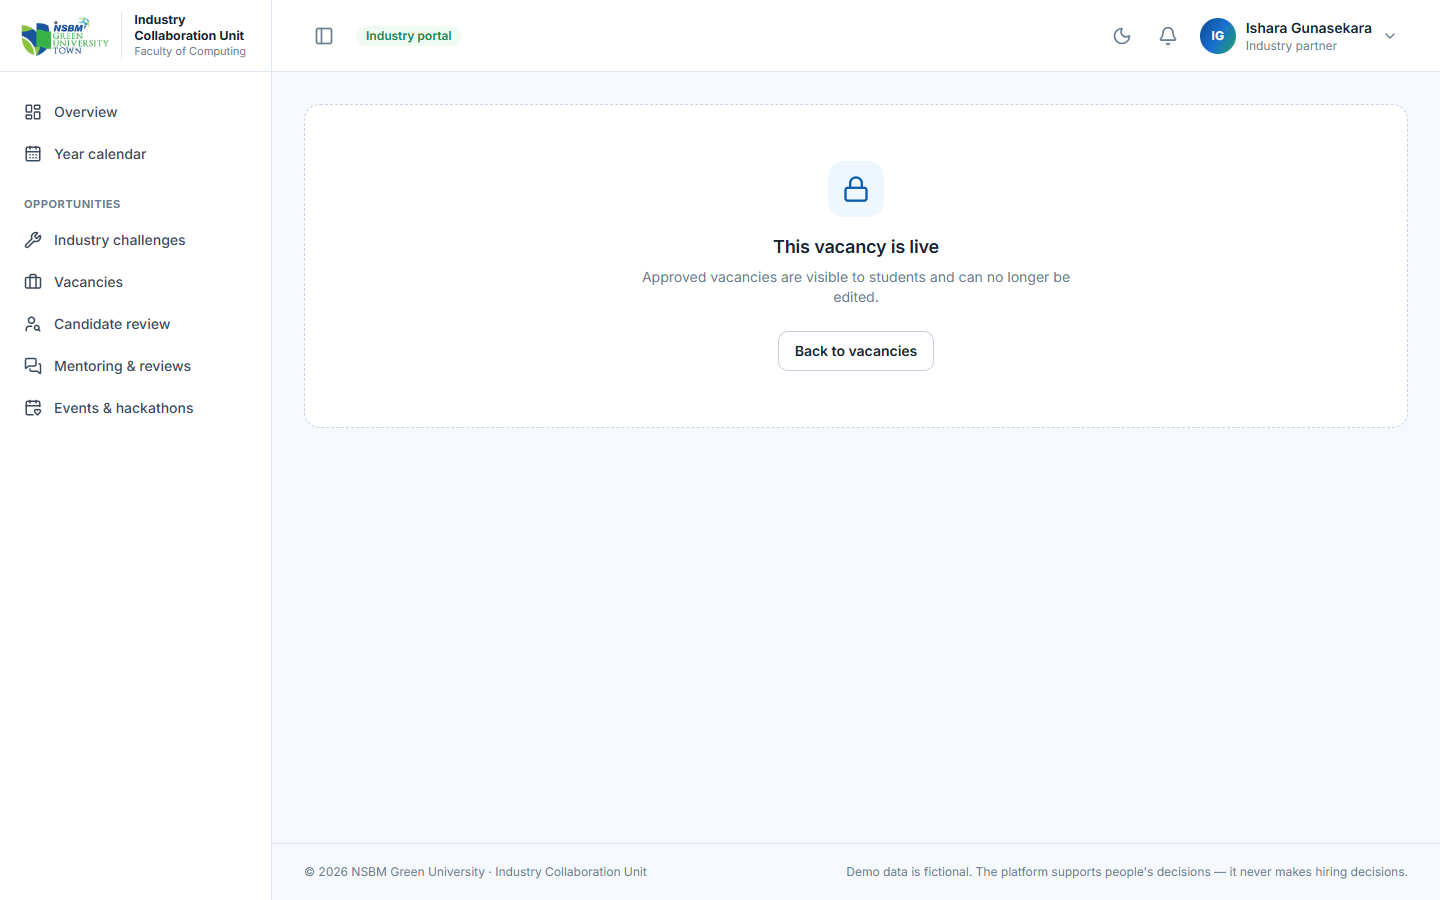 NSBM
GREEN
UNIVERSITY
TOWN
Industry
Collaboration Unit
Faculty of Computing
Industry portal
IG
Ishara Gunasekara
Industry partner
Overview
Year calendar
OPPORTUNITIES
Industry challenges
Vacancies
Candidate review
Mentoring & reviews
Events & hackathons
This vacancy is live
Approved vacancies are visible to students and can no longer be
edited.
Back to vacancies
© 2026 NSBM Green University · Industry Collaboration Unit
Demo data is fictional. The platform supports people's decisions — it never makes hiring decisions.